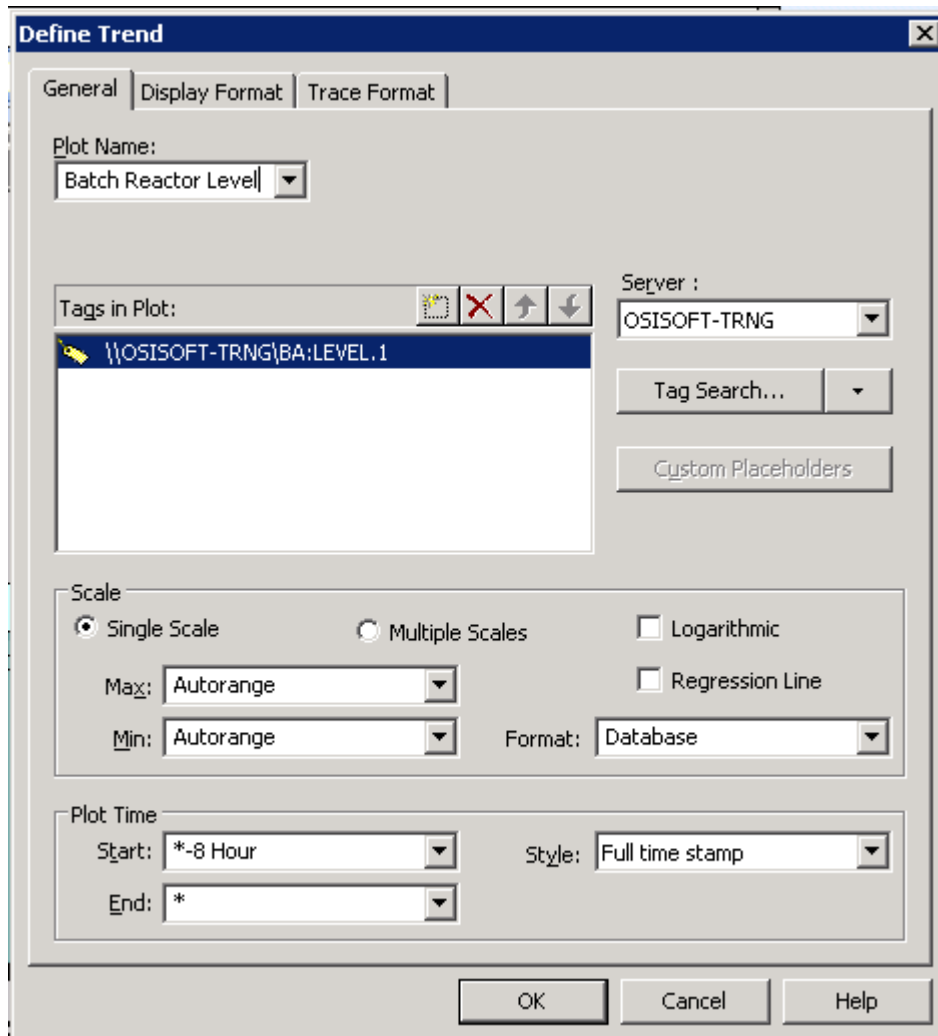 Define Trend
General Display Format Trace Format
Plot Name:
Batch Reactor Level
Tags in Plot:
Server :
OSISOFT-TRNG
\\OSISOFT-TRNG\BA:LEVEL.1
Tag Search...
Custom Placeholders
Scale
Single Scale Multiple Scales Logarithmic
Max: Autorange Regression Line
Min: Autorange Format: Database
Plot Time
Start: *-8 Hour Style: Full time stamp
End: *
OK Cancel Help